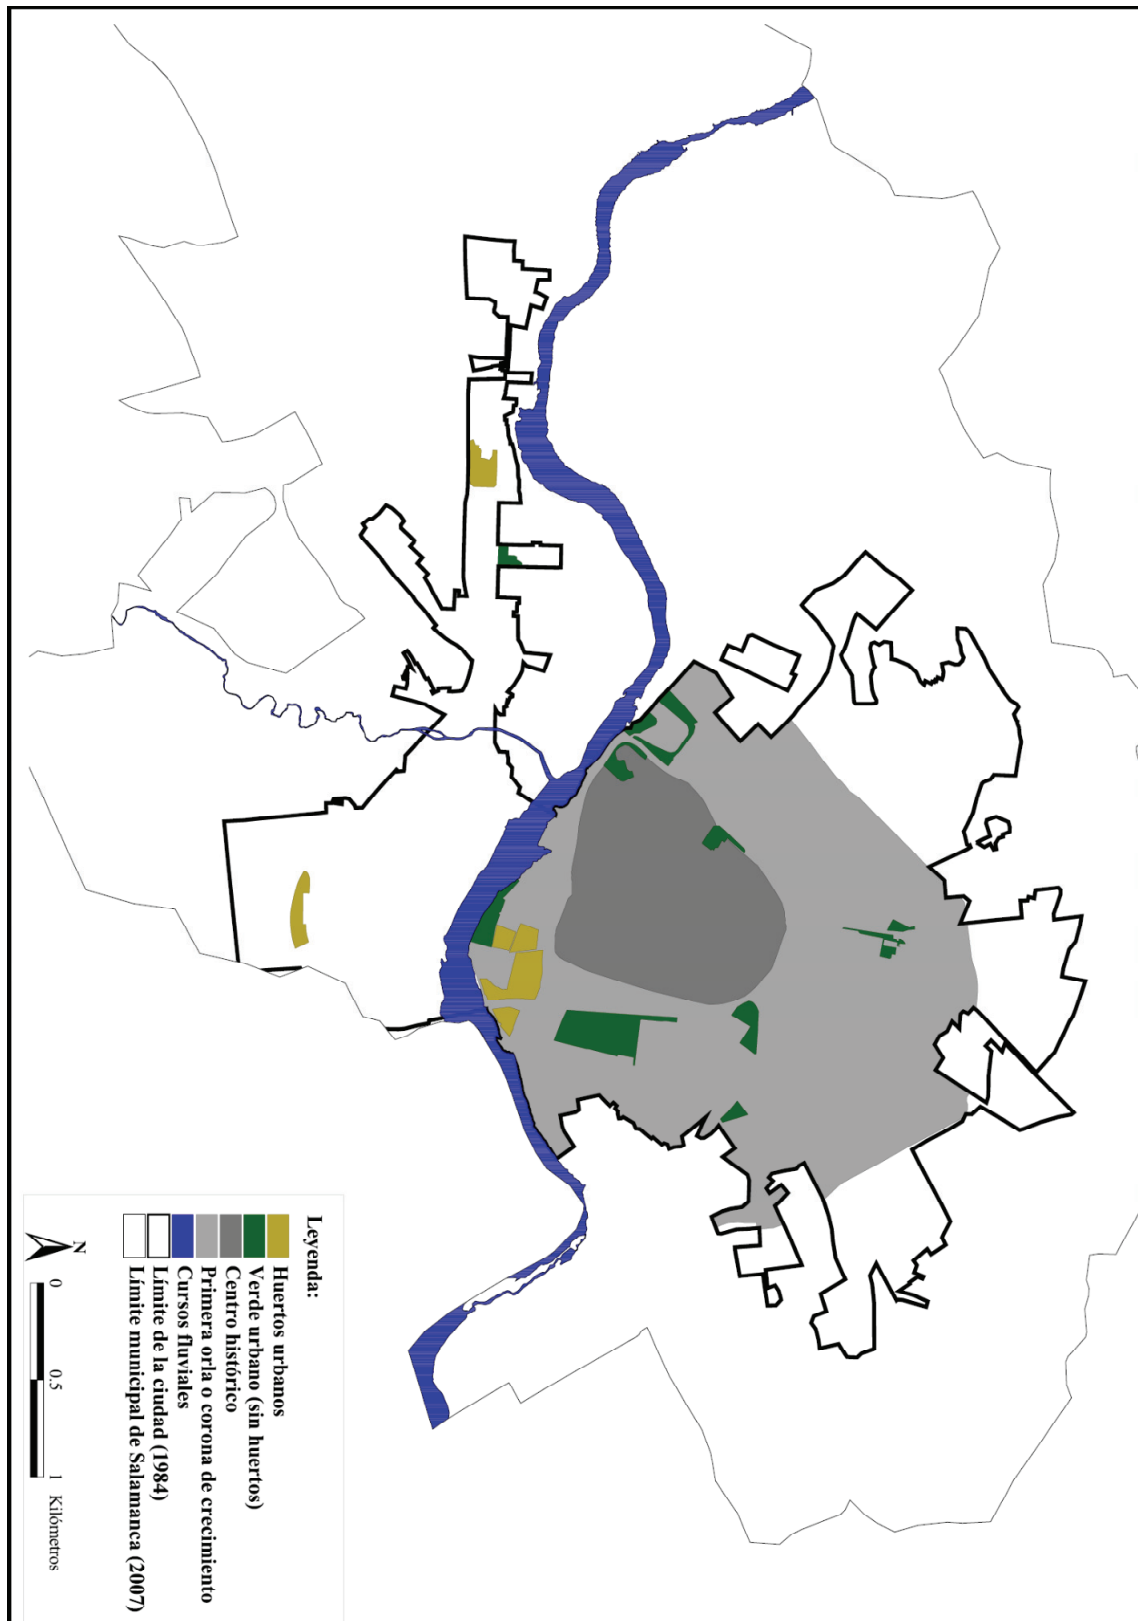 Leyenda:
Huertos urbanos
Verde urbano (sin huertos)
Centro histórico
Primera orla o corona de crecimiento
Cursos fluviales
Límite de la ciudad (1984)
Límite municipal de Salamanca (2007)
N
0 0.5 1 Kilómetros